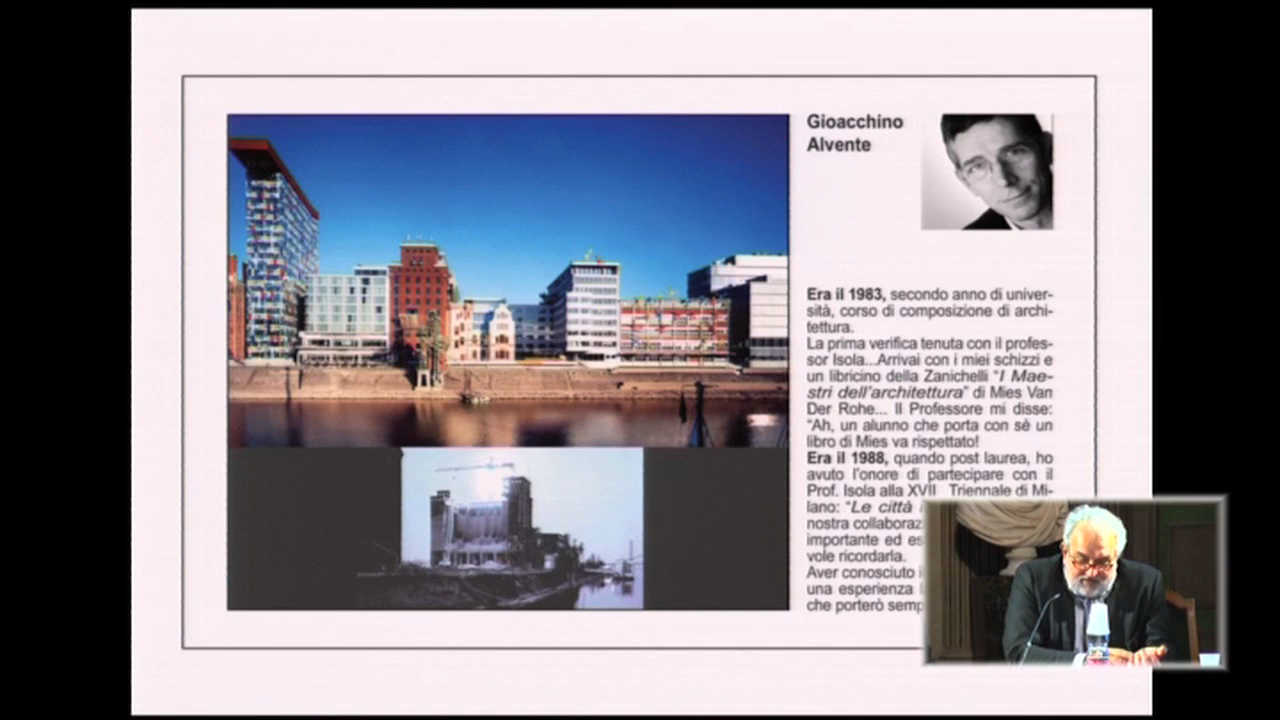 Gioacchino
Alvente
Era il 1983, secondo anno di univer-
sità, corso di composizione di archi-
tettura.
La prima verifica tenuta con il profes-
sor Isola...Arrivai con i miei schizzi e
un libricino della Zanichelli "I Mae-
stri dell'architettura" di Mies Van
Der Rohe... Il Professore mi disse:
"Ah, un alunno che porta con sè un
libro di Mies va rispettato!
Era il 1988, quando post laurea, ho
avuto l'onore di partecipare con il
Prof. Isola alla XVII Triennale di Mi-
lano: "Le città
nostra
importante ed
vole ricordarla.
Aver conosciuto
una esperienza
che porterò